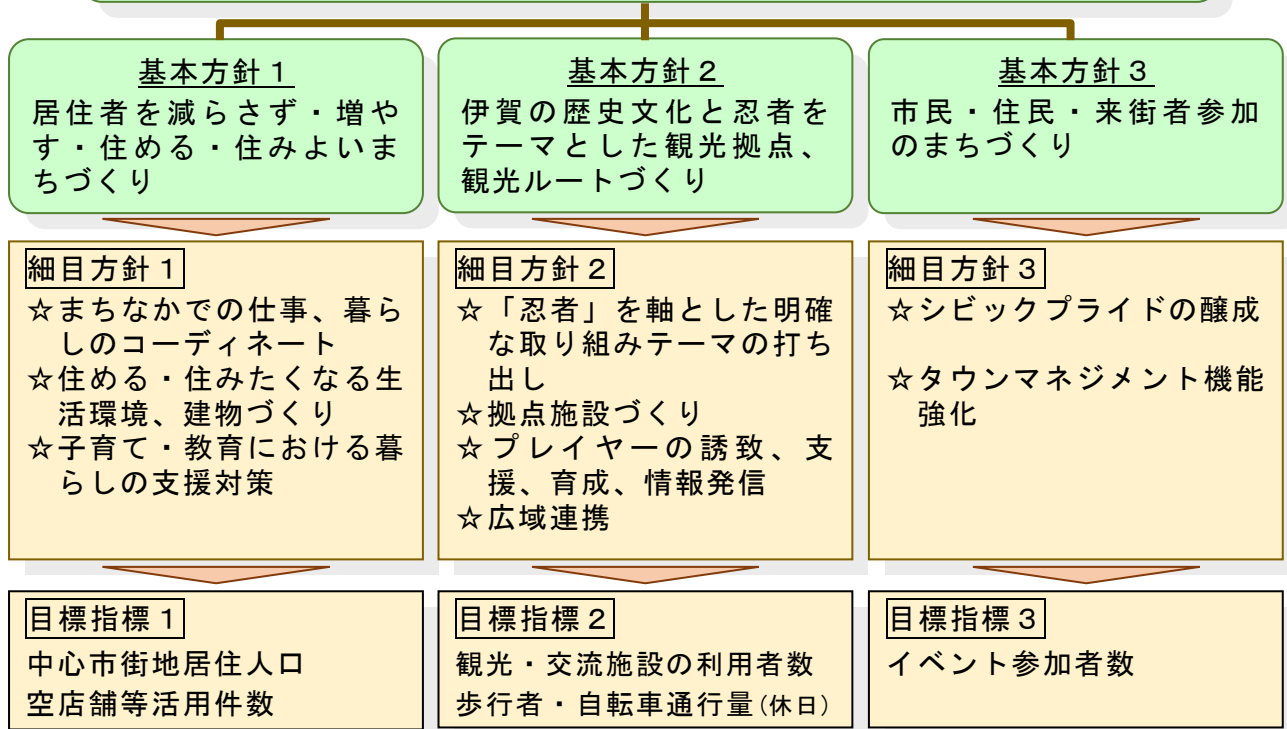 基本方針１
居住者を減らさず・増や
す・住める・住みよいま
ちづくり
基本方針２
伊賀の歴史文化と忍者を
テーマとした観光拠点、
観光ルートづくり
基本方針３
市民・住民・来街者参加
のまちづくり
細目方針１
☆まちなかでの仕事、暮ら
しのコーディネート
☆住める・住みたくなる生
活環境、建物づくり
☆子育て・教育における暮
らしの支援対策
細目方針２
☆「忍者」を軸とした明確
な取り組みテーマの打ち
出し
☆拠点施設づくり
☆プレイヤーの誘致、支
援、育成、情報発信
☆広域連携
細目方針３
☆シビックプライドの醸成
☆タウンマネジメント機能
強化
目標指標１
中心市街地居住人口
空店舗等活用件数
目標指標２
観光・交流施設の利用者数
歩行者・自転車通行量(休日)
目標指標３
イベント参加者数